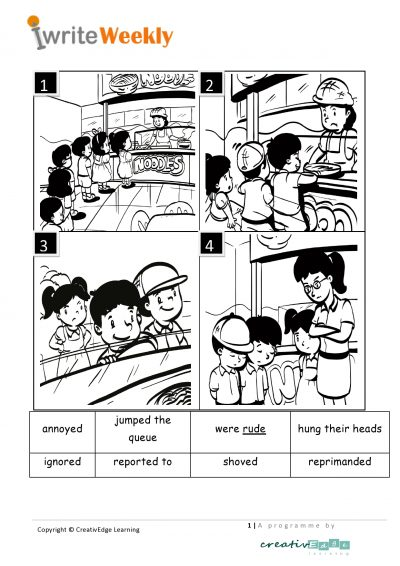 iwriteWeekly
1
2
NOODLES
3
4
annoyed
jumped the
queue
were rude
hung their heads
ignored
reported to
shoved
reprimanded
Copyright © CreativEdge Learning
1 | A programme by
creativEdge
learning